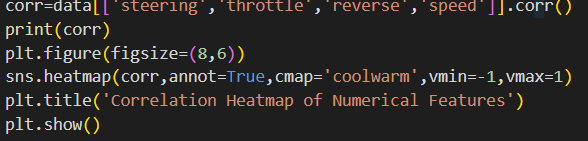 corr=data[['steering','throttle','reverse','speed']].corr()
print(corr)
plt.figure(figsize=(8,6))
sns.heatmap(corr,annot=True,cmap='coolwarm',vmin=-1,vmax=1)
plt.title('Correlation Heatmap of Numerical Features')
plt.show()